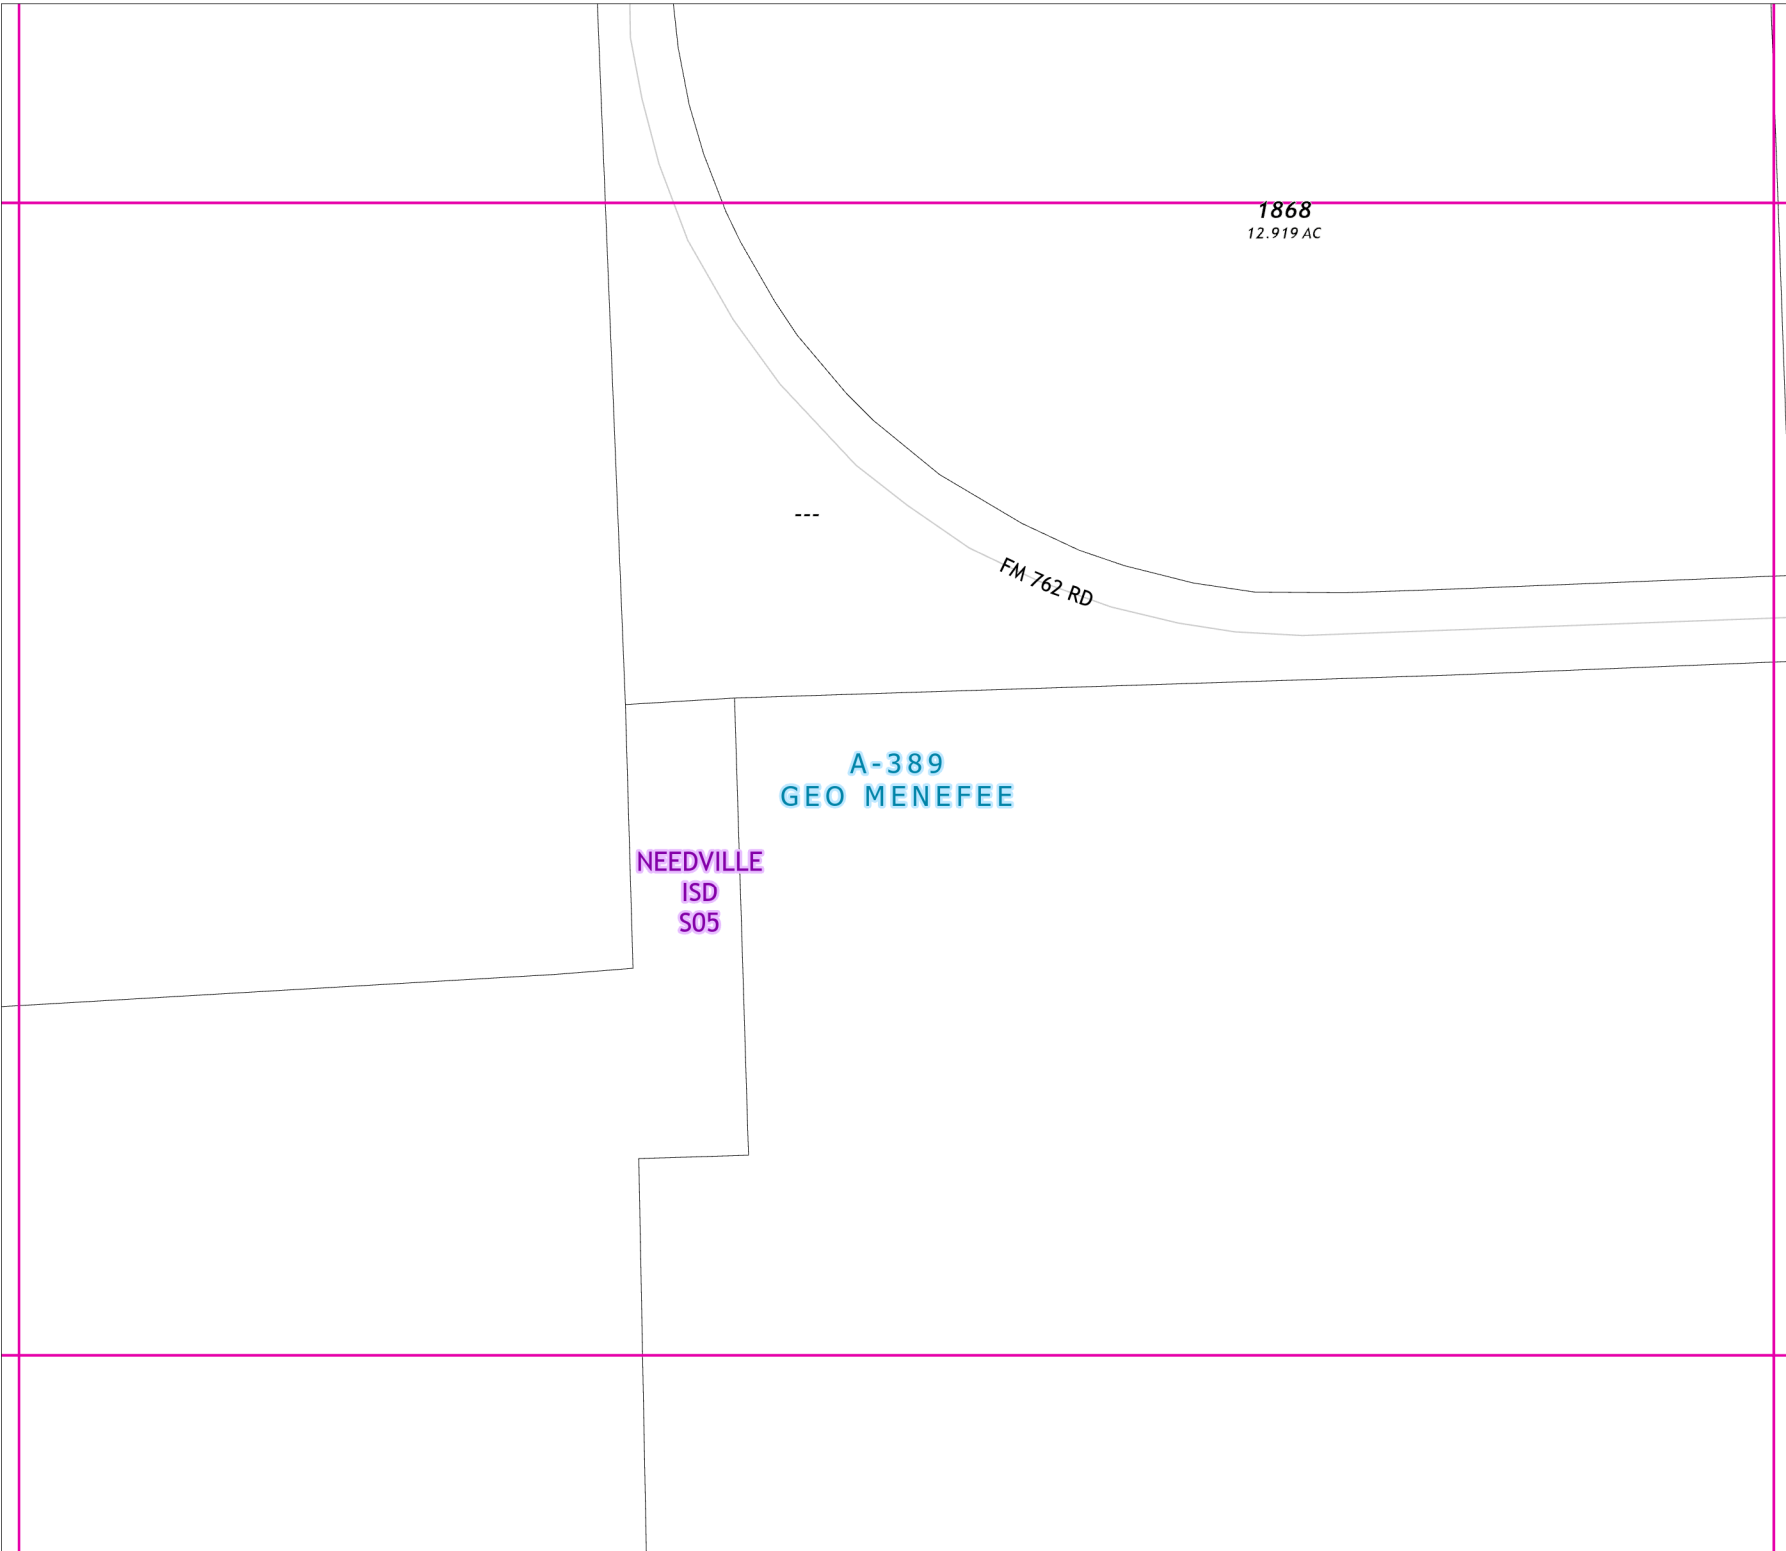 1868
12.919 AC
---
FM 762 RD
A-389
GEO MENEFEE
NEEDVILLE
ISD
S05